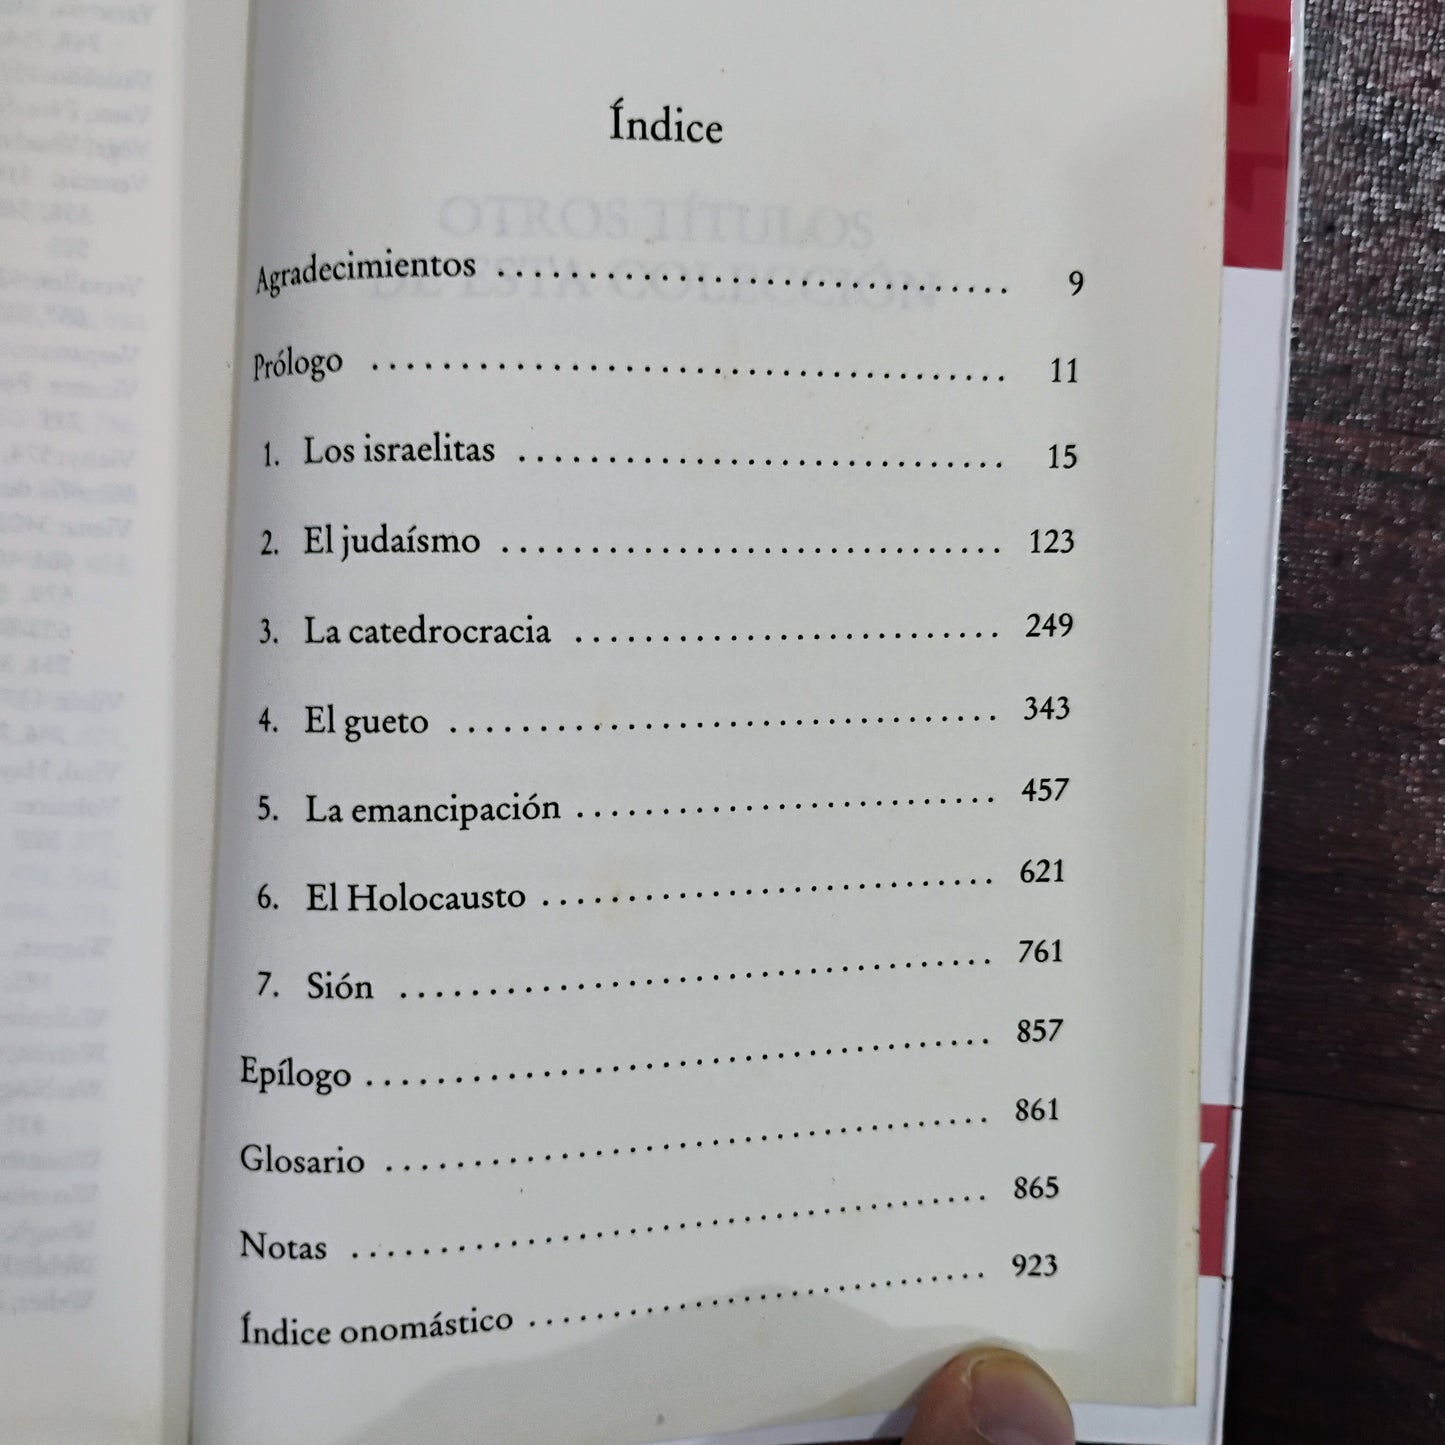 Índice
Agradecimientos . . . . . . . . . . . . . . . . . . . . . . . . . . . . . 9
Prólogo . . . . . . . . . . . . . . . . . . . . . . . . . . . . . . . . . . . . 11
1. Los israelitas . . . . . . . . . . . . . . . . . . . . . . . . . . . 15
2. El judaísmo . . . . . . . . . . . . . . . . . . . . . . . . . . . . 123
3. La catedrocracia . . . . . . . . . . . . . . . . . . . . . . . . 249
4. El gueto . . . . . . . . . . . . . . . . . . . . . . . . . . . . . . . 343
5. La emancipación . . . . . . . . . . . . . . . . . . . . . . . . 457
6. El Holocausto . . . . . . . . . . . . . . . . . . . . . . . . . . 621
7. Sión . . . . . . . . . . . . . . . . . . . . . . . . . . . . . . . . . . 761
Epílogo . . . . . . . . . . . . . . . . . . . . . . . . . . . . . . . . . . . 857
Glosario . . . . . . . . . . . . . . . . . . . . . . . . . . . . . . . . . . 861
Notas . . . . . . . . . . . . . . . . . . . . . . . . . . . . . . . . . . . . 865
Índice onomástico . . . . . . . . . . . . . . . . . . . . . . . . . . 923